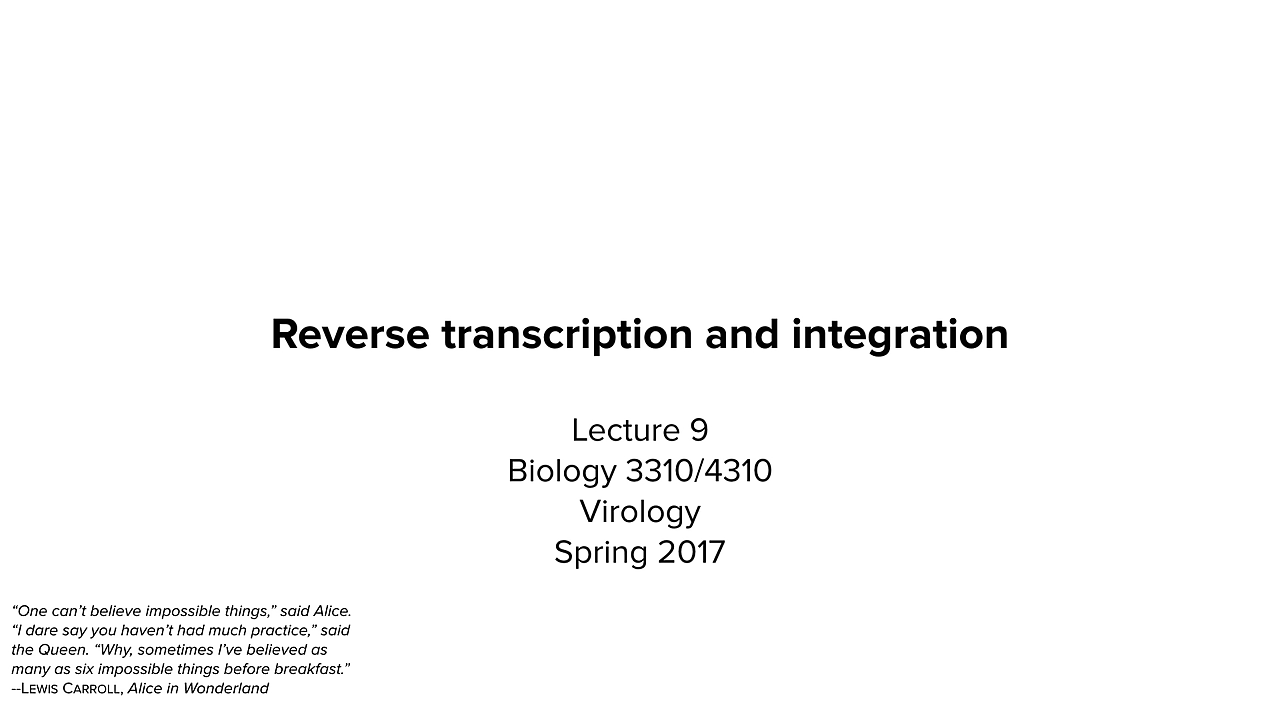 Reverse transcription and integration
Lecture 9
Biology 3310/4310
Virology
Spring 2017
“One can’t believe impossible things,” said Alice.
“I dare say you haven’t had much practice,” said
the Queen. “Why, sometimes I’ve believed as
many as six impossible things before breakfast.”
--LEWIS CARROLL, Alice in Wonderland